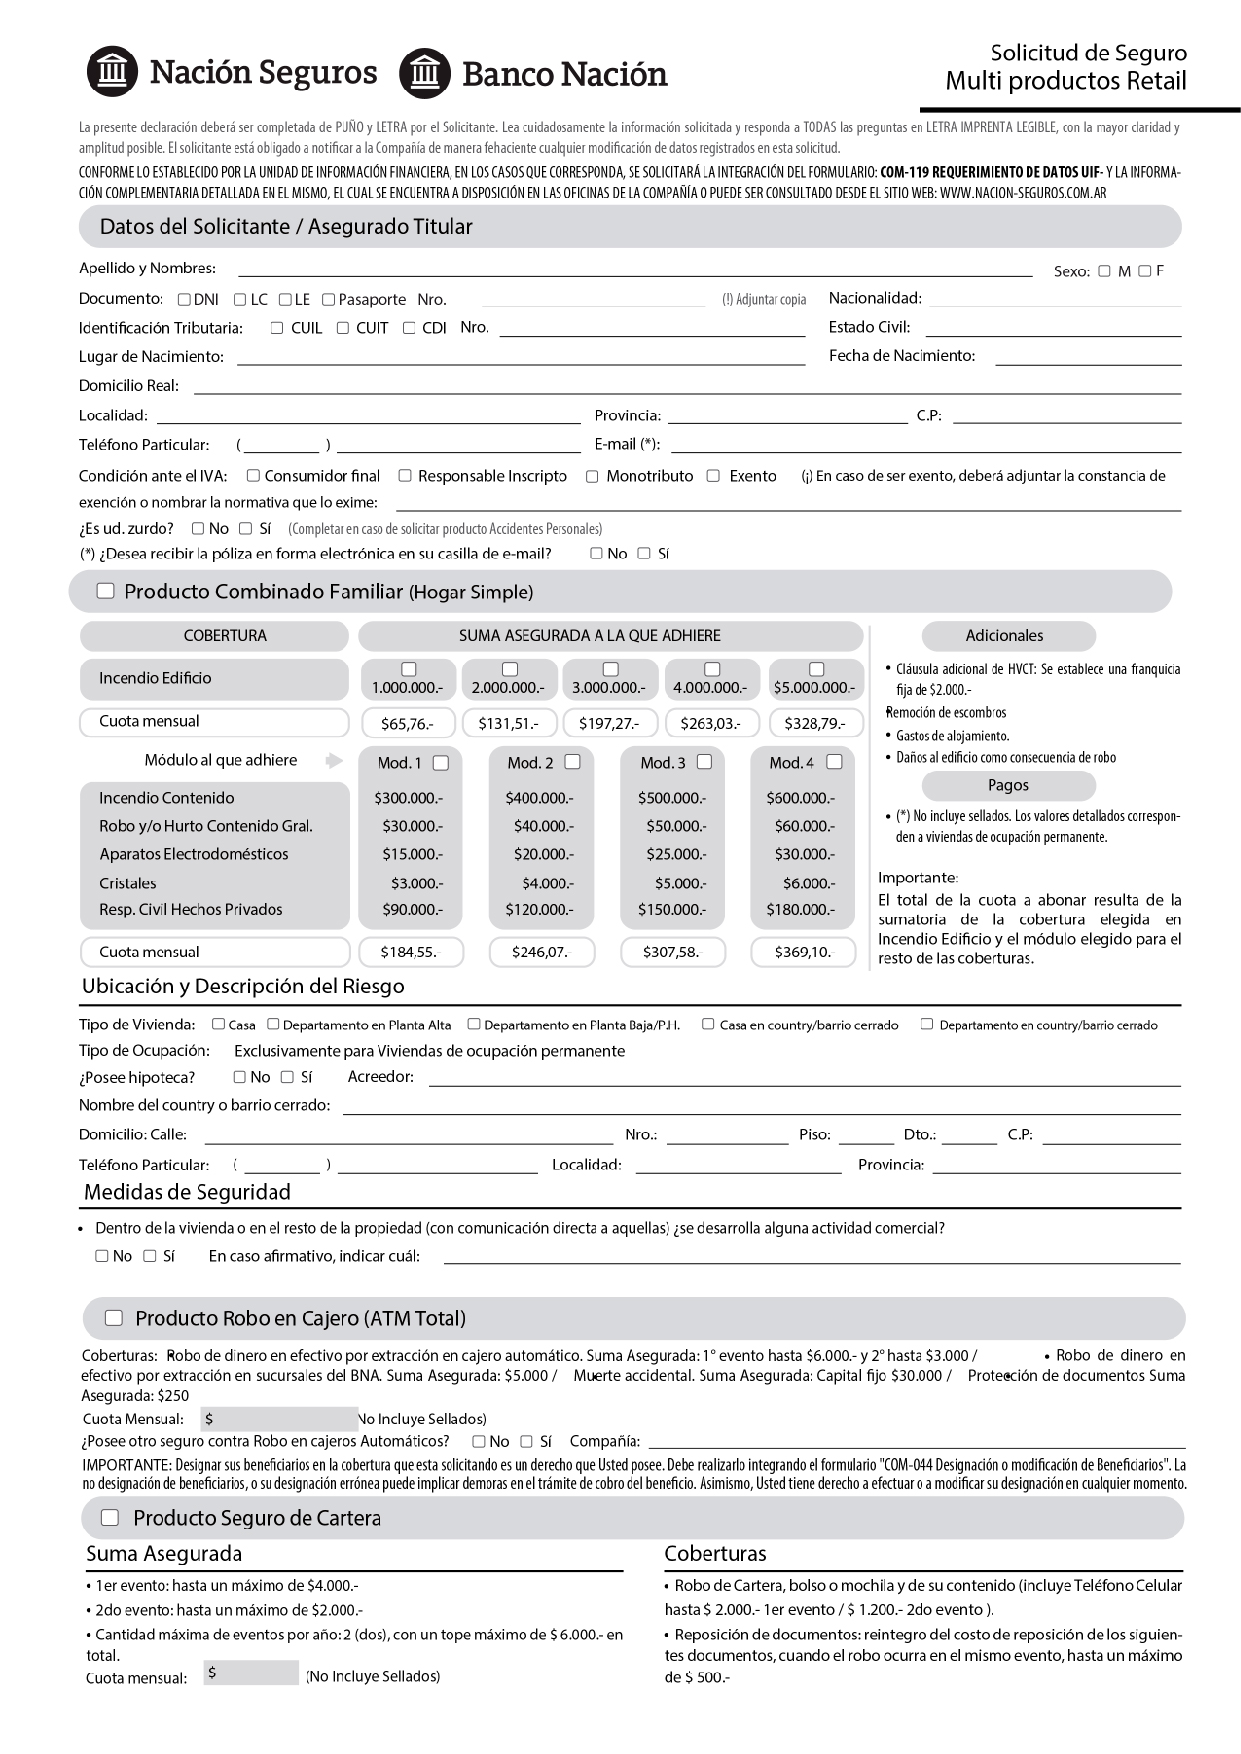 Nación Seguros
Banco Nación
Solicitud de Seguro
Multi productos Retail
La presente declaración deberá ser completada de PUÑO y LETRA por el Solicitante. Lea cuidadosamente la información solicitada y responda a TODAS las preguntas en LETRA IMPRENTA LEGIBLE, con la mayor claridad y
amplitud posible. El solicitante está obligado a notificar a la Compañía de manera fehaciente cualquier modificación de datos registrados en esta solicitud.
CONFORME LO ESTABLECIDO POR LA UNIDAD DE INFORMACIÓN FINANCIERA, EN LOS CASOS QUE CORRESPONDA, SE SOLICITARÁ LA INTEGRACIÓN DEL FORMULARIO: COM-119 REQUERIMIENTO DE DATOS UIF- Y LA INFORMA-
CIÓN COMPLEMENTARIA DETALLADA EN EL MISMO, EL CUAL SE ENCUENTRA A DISPOSICIÓN EN LAS OFICINAS DE LA COMPAÑÍA O PUEDE SER CONSULTADO DESDE EL SITIO WEB: WWW.NACION-SEGUROS.COM.AR
Datos del Solicitante / Asegurado Titular
Apellido y Nombres: Sexo: M F
Documento: DNI LC LE Pasaporte Nro. (!) Adjuntar copia Nacionalidad:
Identificación Tributaria: CUIL CUIT CDI Nro. Estado Civil:
Lugar de Nacimiento: Fecha de Nacimiento:
Domicilio Real:
Localidad: Provincia: C.P:
Teléfono Particular: ( ) E-mail (*):
Condición ante el IVA: Consumidor final Responsable Inscripto Monotributo Exento (¡) En caso de ser exento, deberá adjuntar la constancia de
exención o nombrar la normativa que lo exime:
¿Es ud. zurdo? No Sí (Completar en caso de solicitar producto Accidentes Personales)
(*) ¿Desea recibir la póliza en forma electrónica en su casilla de e-mail? No Sí
Producto Combinado Familiar (Hogar Simple)
COBERTURA SUMA ASEGURADA A LA QUE ADHIERE
Incendio Edificio 1.000.000.- 2.000.000.- 3.000.000.- 4.000.000.- $5.000.000.-
Cuota mensual $65,76.- $131,51.- $197,27.- $263,03.- $328,79.-
Módulo al que adhiere Mod. 1 Mod. 2 Mod. 3 Mod. 4
Incendio Contenido $300.000.- $400.000.- $500.000.- $600.000.-
Robo y/o Hurto Contenido Gral. $30.000.- $40.000.- $50.000.- $60.000.-
Aparatos Electrodomésticos $15.000.- $20.000.- $25.000.- $30.000.-
Cristales $3.000.- $4.000.- $5.000.- $6.000.-
Resp. Civil Hechos Privados $90.000.- $120.000.- $150.000.- $180.000.-
Cuota mensual $184,55.- $246,07.- $307,58.- $369,10.-
Adicionales
• Cláusula adicional de HVCT: Se establece una franquicia
fija de $2.000.-
• Remoción de escombros
• Gastos de alojamiento.
• Daños al edificio como consecuencia de robo
Pagos
• (*) No incluye sellados. Los valores detallados correspon-
den a viviendas de ocupación permanente.
Importante:
El total de la cuota a abonar resulta de la
sumatoria de la cobertura elegida en
Incendio Edificio y el módulo elegido para el
resto de las coberturas.
Ubicación y Descripción del Riesgo
Tipo de Vivienda: Casa Departamento en Planta Alta Departamento en Planta Baja/P.H. Casa en country/barrio cerrado Departamento en country/barrio cerrado
Tipo de Ocupación: Exclusivamente para Viviendas de ocupación permanente
¿Posee hipoteca? No Sí Acreedor:
Nombre del country o barrio cerrado:
Domicilio: Calle: Nro.: Piso: Dto.: C.P:
Teléfono Particular: ( ) Localidad: Provincia:
Medidas de Seguridad
• Dentro de la vivienda o en el resto de la propiedad (con comunicación directa a aquellas) ¿se desarrolla alguna actividad comercial?
No Sí En caso afirmativo, indicar cuál:
Producto Robo en Cajero (ATM Total)
Coberturas: • Robo de dinero en efectivo por extracción en cajero automático. Suma Asegurada: 1° evento hasta $6.000.- y 2° hasta $3.000 / • Robo de dinero en
efectivo por extracción en sucursales del BNA. Suma Asegurada: $5.000 / • Muerte accidental. Suma Asegurada: Capital fijo $30.000 / • Protección de documentos Suma
Asegurada: $250
Cuota Mensual: $ No Incluye Sellados)
¿Posee otro seguro contra Robo en cajeros Automáticos? No Sí Compañía:
IMPORTANTE: Designar sus beneficiarios en la cobertura que esta solicitando es un derecho que Usted posee. Debe realizarlo integrando el formulario "COM-044 Designación o modificación de Beneficiarios". La
no designación de beneficiarios, o su designación errónea puede implicar demoras en el trámite de cobro del beneficio. Asimismo, Usted tiene derecho a efectuar o a modificar su designación en cualquier momento.
Producto Seguro de Cartera
Suma Asegurada
• 1er evento: hasta un máximo de $4.000.-
• 2do evento: hasta un máximo de $2.000.-
• Cantidad máxima de eventos por año: 2 (dos), con un tope máximo de $ 6.000.- en
total.
Cuota mensual: $ (No Incluye Sellados)
Coberturas
• Robo de Cartera, bolso o mochila y de su contenido (incluye Teléfono Celular
hasta $ 2.000.- 1er evento / $ 1.200.- 2do evento ).
• Reposición de documentos: reintegro del costo de reposición de los siguien-
tes documentos, cuando el robo ocurra en el mismo evento, hasta un máximo
de $ 500.-